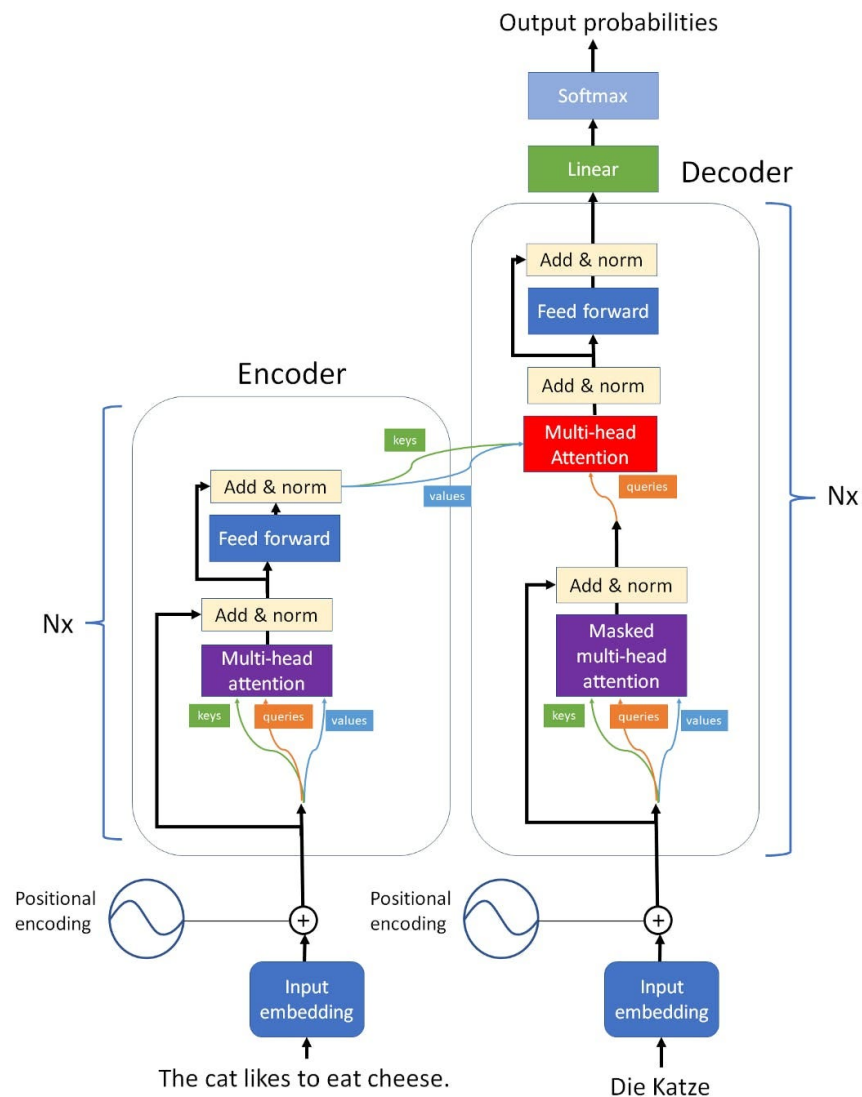 Output probabilities
Softmax
Linear
Decoder
Add & norm
Feed forward
Add & norm
Multi-head
Attention
queries
Nx
Add & norm
Masked
multi-head
attention
keys
queries
values
Encoder
keys
values
Add & norm
Feed forward
Add & norm
Nx
Multi-head
attention
keys
queries
values
Positional
encoding
+
Input
embedding
The cat likes to eat cheese.
Positional
encoding
+
Input
embedding
Die Katze